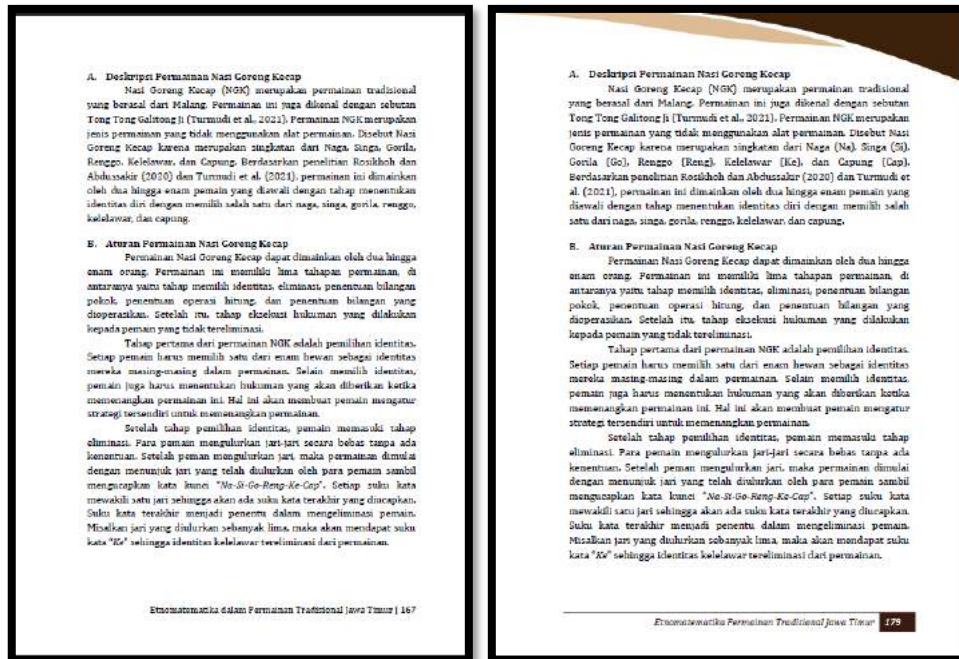 A. Deskripsi Permainan Nasi Goreng Kecap
Nasi Goreng Kecap (NGK) merupakan permainan tradisional
yang berasal dari Malang. Permainan ini juga dikenal dengan sebutan
Tong Tong Galitong Ji (Turmudi et al., 2021). Permainan NGK merupakan
jenis permainan yang tidak menggunakan alat permainan. Disebut Nasi
Goreng Kecap karena merupakan singkatan dari Naga, Singa, Gorila,
Renggo, Kelelawar, dan Capung. Berdasarkan penelitian Rosikhoh dan
Abdussakir (2020) dan Turmudi et al. (2021), permainan ini dimainkan
oleh dua hingga enam pemain yang diawali dengan tahap menentukan
identitas diri dengan memilih salah satu dari naga, singa, gorila, renggo,
kelelawar, dan capung.
B. Aturan Permainan Nasi Goreng Kecap
Permainan Nasi Goreng Kecap dapat dimainkan oleh dua hingga
enam orang. Permainan ini memiliki lima tahapan permainan, di
antaranya yaitu tahap memilih identitas, eliminasi, penentuan bilangan
pokok, penentuan operasi hitung, dan penentuan bilangan yang
dioperasikan. Setelah itu, tahap eksekusi hukuman yang dilakukan
kepada pemain yang tidak tereliminasi.
Tahap pertama dari permainan NGK adalah pemilihan identitas.
Setiap pemain harus memilih satu dari enam hewan sebagai identitas
mereka masing-masing dalam permainan. Selain memilih identitas,
pemain juga harus menentukan hukuman yang akan diberikan ketika
memenangkan permainan ini. Hal ini akan membuat pemain mengatur
strategi tersendiri untuk memenangkan permainan.
Setelah tahap pemilihan identitas, pemain memasuki tahap
eliminasi. Para pemain mengulurkan jari-jari secara bebas tanpa ada
kenentuan. Setelah peman mengulurkan jari, maka permainan dimulai
dengan menunjuk jari yang telah diulurkan oleh para pemain sambil
mengucapkan kata kunci "Na-Si-Go-Reng-Ke-Cap". Setiap suku kata
mewakili satu jari sehingga akan ada suku kata terakhir yang diucapkan.
Suku kata terakhir menjadi penentu dalam mengeliminasi pemain.
Misalkan jari yang diulurkan sebanyak lima, maka akan mendapat suku
kata "Ke" sehingga identitas kelelawar tereliminasi dari permainan.
Etnomatematika dalam Permainan Tradisional Jawa Timur | 167
A. Deskripsi Permainan Nasi Goreng Kecap
Nasi Goreng Kecap (NGK) merupakan permainan tradisional
yang berasal dari Malang. Permainan ini juga dikenal dengan sebutan
Tong Tong Galitong Ji (Turmudi et al., 2021). Permainan NGK merupakan
jenis permainan yang tidak menggunakan alat permainan. Disebut Nasi
Goreng Kecap karena merupakan singkatan dari Naga (Na), Singa (Si),
Gorila (Go), Renggo (Reng), Kelelawar (Ke), dan Capung (Cap).
Berdasarkan penelitian Rosikhoh dan Abdussakir (2020) dan Turmudi et
al. (2021), permainan ini dimainkan oleh dua hingga enam pemain yang
diawali dengan tahap menentukan identitas diri dengan memilih salah
satu dari naga, singa, gorila, renggo, kelelawar, dan capung.
B. Aturan Permainan Nasi Goreng Kecap
Permainan Nasi Goreng Kecap dapat dimainkan oleh dua hingga
enam orang. Permainan ini memiliki lima tahapan permainan, di
antaranya yaitu tahap memilih identitas, eliminasi, penentuan bilangan
pokok, penentuan operasi hitung, dan penentuan bilangan yang
dioperasikan. Setelah itu, tahap eksekusi hukuman yang dilakukan
kepada pemain yang tidak tereliminasi.
Tahap pertama dari permainan NGK adalah pemilihan identitas.
Setiap pemain harus memilih satu dari enam hewan sebagai identitas
mereka masing-masing dalam permainan. Selain memilih identitas,
pemain juga harus menentukan hukuman yang akan diberikan ketika
memenangkan permainan ini. Hal ini akan membuat pemain mengatur
strategi tersendiri untuk memenangkan permainan.
Setelah tahap pemilihan identitas, pemain memasuki tahap
eliminasi. Para pemain mengulurkan jari-jari secara bebas tanpa ada
kenentuan. Setelah peman mengulurkan jari, maka permainan dimulai
dengan menunjuk jari yang telah diulurkan oleh para pemain sambil
mengucapkan kata kunci "Na-Si-Go-Reng-Ke-Cap". Setiap suku kata
mewakili satu jari sehingga akan ada suku kata terakhir yang diucapkan.
Suku kata terakhir menjadi penentu dalam mengeliminasi pemain.
Misalkan jari yang diulurkan sebanyak lima, maka akan mendapat suku
kata "Ke" sehingga identitas kelelawar tereliminasi dari permainan.
Etnomatematika Permainan Tradisional Jawa Timur 179